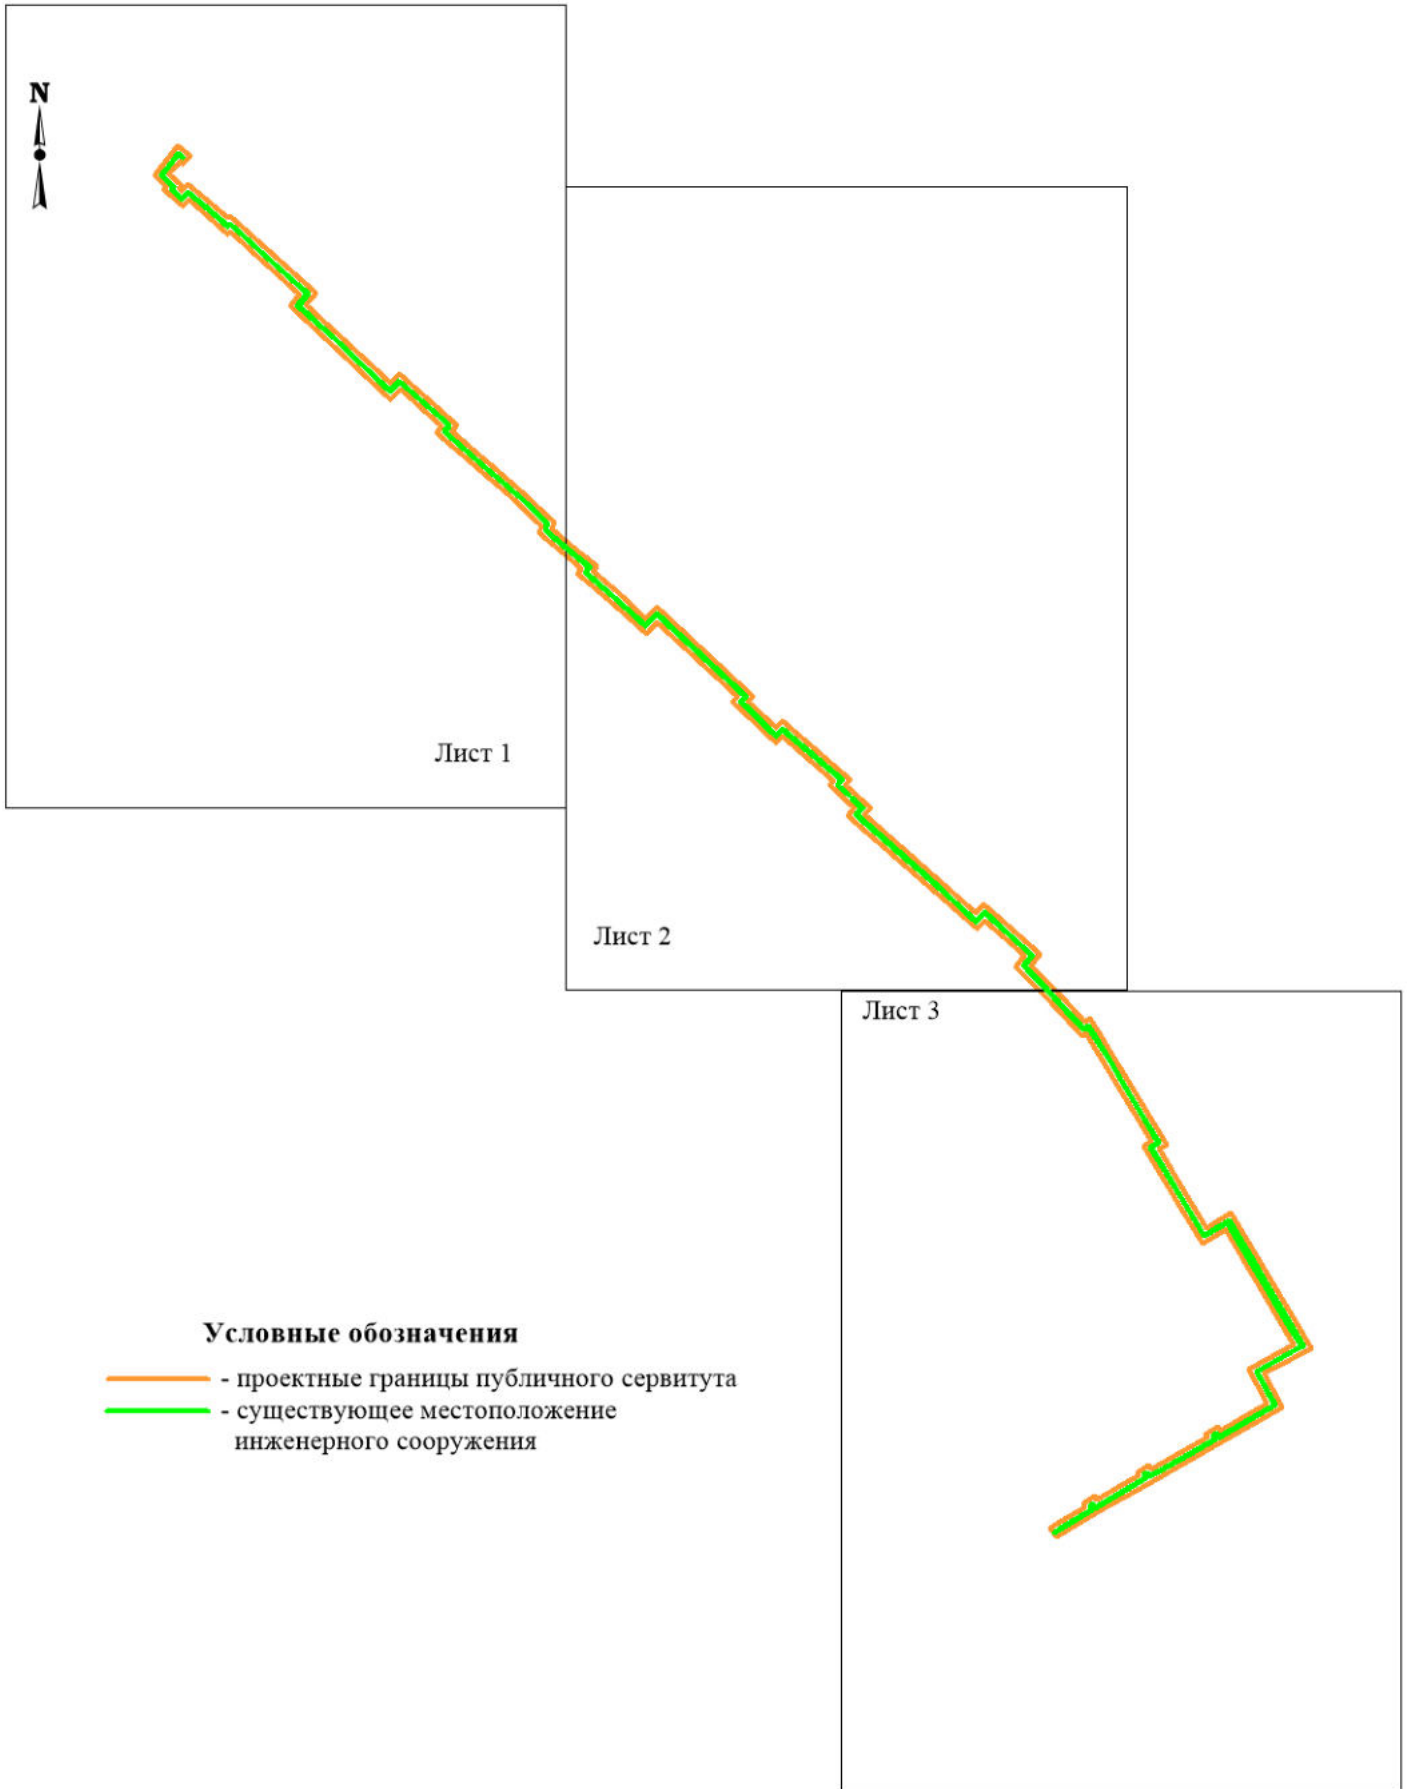 N
Лист 1
Лист 2
Лист 3
Условные обозначения
- проектные границы публичного сервитута
- существующее местоположение
инженерного сооружения